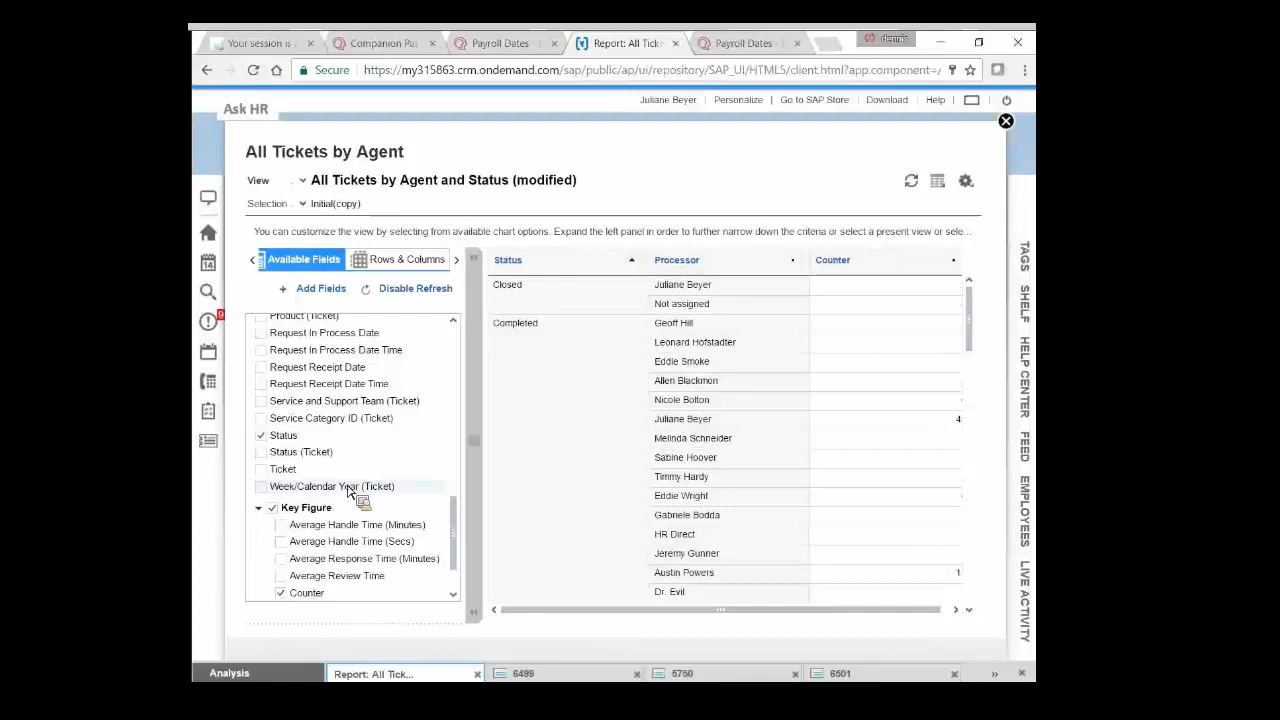 Your session is
Companion Pa
Payroll Dates
Report: All Tick
Payroll Dates
dennis
Secure
https://my315863.crm.ondemand.com/sap/public/ap/ui/repository/SAP_UI/HTML5/client.html?app.component=/
Juliane Beyer | Personalize | Go to SAP Store | Download | Help
Ask HR
All Tickets by Agent
View
All Tickets by Agent and Status (modified)
Selection
Initial(copy)
You can customize the view by selecting from available chart options. Expand the left panel in order to further narrow down the criteria or select a present view or sele...
Available Fields
Rows & Columns
Add Fields
Disable Refresh
Product (Ticket)
Request In Process Date
Request In Process Date Time
Request Receipt Date
Request Receipt Date Time
Service and Support Team (Ticket)
Service Category ID (Ticket)
Status
Status (Ticket)
Ticket
Week/Calendar Year (Ticket)
Key Figure
Average Handle Time (Minutes)
Average Handle Time (Secs)
Average Response Time (Minutes)
Average Review Time
Counter
Status Processor Counter
Closed Juliane Beyer
Not assigned
Completed Geoff Hill
Leonard Hofstadter
Eddie Smoke
Allen Blackmon
Nicole Bolton
Juliane Beyer 4
Melinda Schneider
Sabine Hoover
Timmy Hardy
Eddie Wright
Gabriele Bodda
HR Direct
Jeremy Gunner
Austin Powers 1
Dr. Evil
14
9
TAGS
SHELF
HELP CENTER
FEED
EMPLOYEES
LIVE ACTIVITY
Analysis
Report: All Tick...
6499
5750
6501